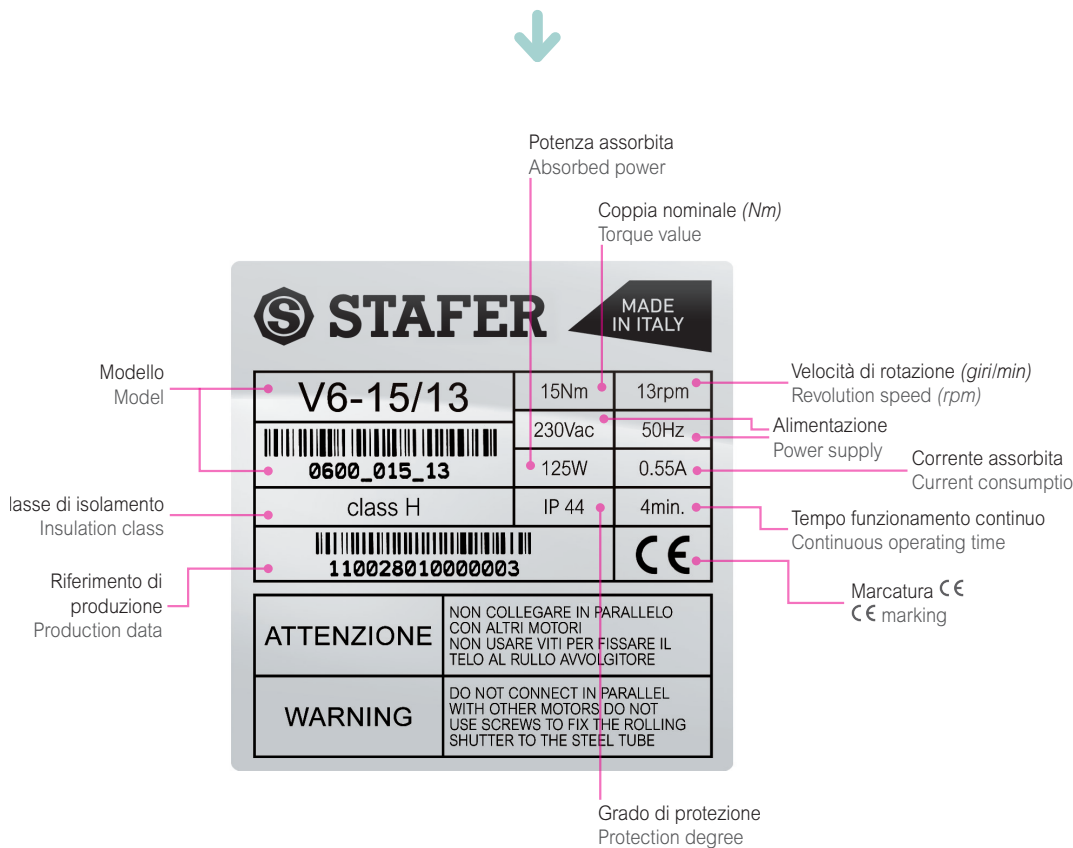 Potenza assorbita
Absorbed power
Coppia nominale (Nm)
Torque value
S STAFER
MADE
IN ITALY
Modello
Model
V6-15/13
15Nm
13rpm
Velocità di rotazione (giri/min)
Revolution speed (rpm)
230Vac
50Hz
Alimentazione
Power supply
0600_015_13
125W
0.55A
Corrente assorbita
Current consumptio
lasse di isolamento
Insulation class
class H
IP 44
4min.
Tempo funzionamento continuo
Continuous operating time
110028010000003
CE
Riferimento di
produzione
Production data
Marcatura CE
CE marking
ATTENZIONE
NON COLLEGARE IN PARALLELO
CON ALTRI MOTORI
NON USARE VITI PER FISSARE IL
TELO AL RULLO AVVOLGITORE
WARNING
DO NOT CONNECT IN PARALLEL
WITH OTHER MOTORS DO NOT
USE SCREWS TO FIX THE ROLLING
SHUTTER TO THE STEEL TUBE
Grado di protezione
Protection degree